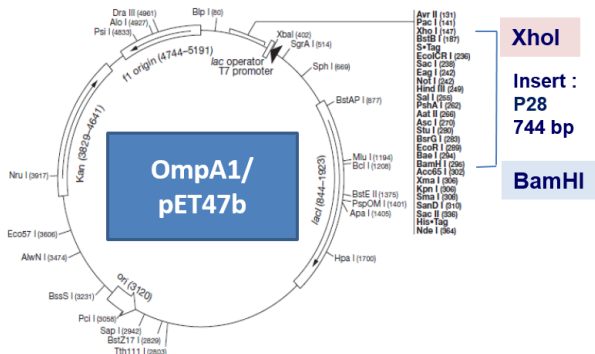 Dra III (4961)
AloI (4927)
Psi I (4833)
Blp I (80)
f1 origin (4744–5191)
lac operator
T7 promoter
XbaI (402)
SgrA I (514)
Sph I (669)
BstAP I (877)
Mlu I (1194)
Bcl I (1208)
BstE II (1375)
PspOM I (1401)
Apa I (1405)
lacI (844–1923)
Hpa I (1700)
Kan (3829–4641)
Nru I (3917)
Eco57 I (3606)
AlwN I (3474)
BssS I (3231)
ori (3120)
Pci I (3058)
Sap I (2942)
BstZ17 I (2829)
Tth111 I (2803)
OmpA1/
pET47b
Avr II (131)
Pac I (141)
Xho I (147)
BstB I (187)
S•Tag
EcoICR I (236)
Sac I (238)
Eag I (242)
Not I (242)
Hind III (249)
Sal I (255)
PshA I (262)
Aat II (266)
Asc I (270)
Stu I (280)
BsrG I (283)
EcoR I (289)
Bae I (294)
BamH I (296)
Acc65 I (302)
Xma I (306)
Kpn I (306)
Sma I (308)
SanD I (310)
Sac II (336)
His•Tag
Nde I (364)
XhoI
Insert :
P28
744 bp
BamHI